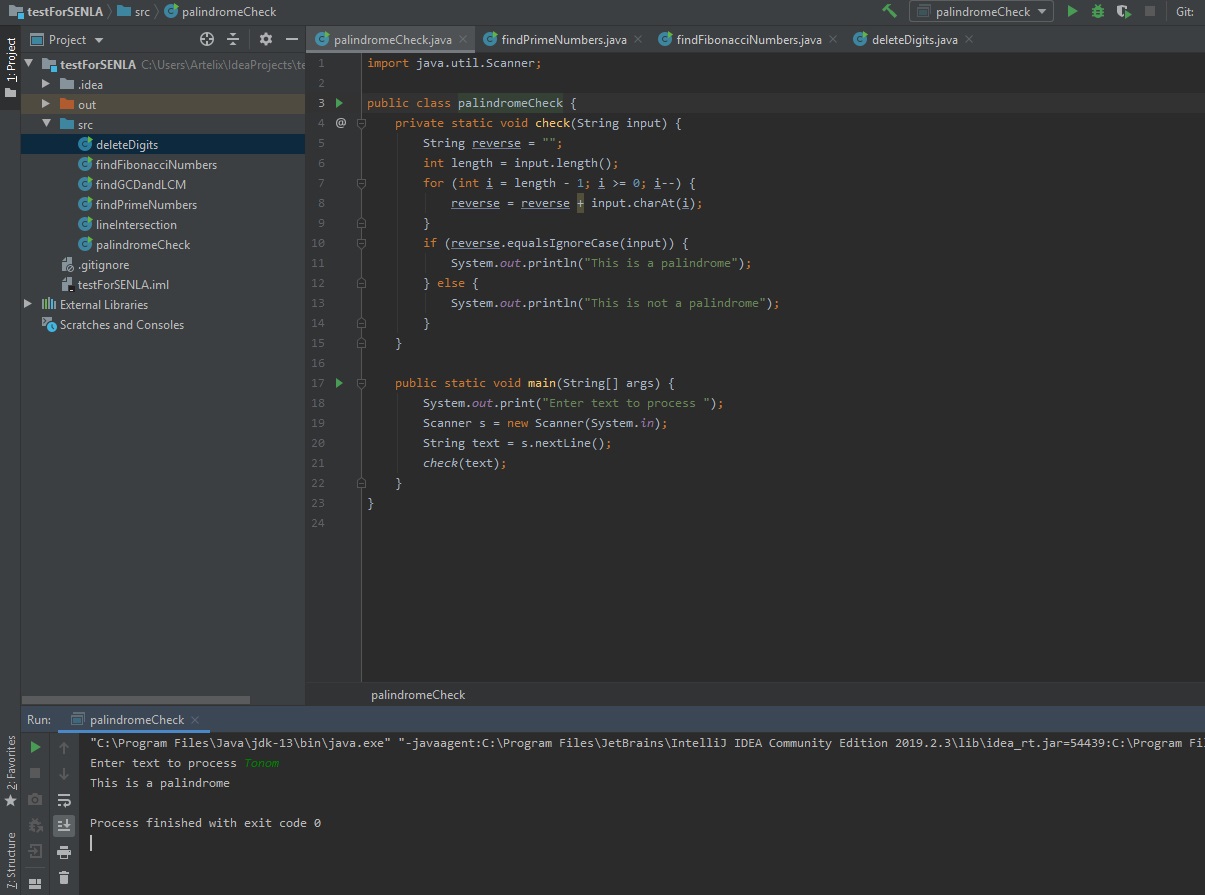 testForSENLA src palindromeCheck palindromeCheck Git:
Project
palindromeCheck.java findPrimeNumbers.java findFibonacciNumbers.java deleteDigits.java
1: Project
testForSENLA C:\Users\Artelix\IdeaProjects\te
.idea
out
src
deleteDigits
findFibonacciNumbers
findGCDandLCM
findPrimeNumbers
lineIntersection
palindromeCheck
.gitignore
testForSENLA.iml
External Libraries
Scratches and Consoles
1 import java.util.Scanner;
2
3 public class palindromeCheck {
4 @ private static void check(String input) {
5 String reverse = "";
6 int length = input.length();
7 for (int i = length - 1; i >= 0; i--) {
8 reverse = reverse + input.charAt(i);
9 }
10 if (reverse.equalsIgnoreCase(input)) {
11 System.out.println("This is a palindrome");
12 } else {
13 System.out.println("This is not a palindrome");
14 }
15 }
16
17 public static void main(String[] args) {
18 System.out.print("Enter text to process ");
19 Scanner s = new Scanner(System.in);
20 String text = s.nextLine();
21 check(text);
22 }
23 }
24
palindromeCheck
Run: palindromeCheck
"C:\Program Files\Java\jdk-13\bin\java.exe" "-javaagent:C:\Program Files\JetBrains\IntelliJ IDEA Community Edition 2019.2.3\lib\idea_rt.jar=54439:C:\Program Fi
Enter text to process Топот
This is a palindrome
Process finished with exit code 0
2: Favorites
Z: Structure